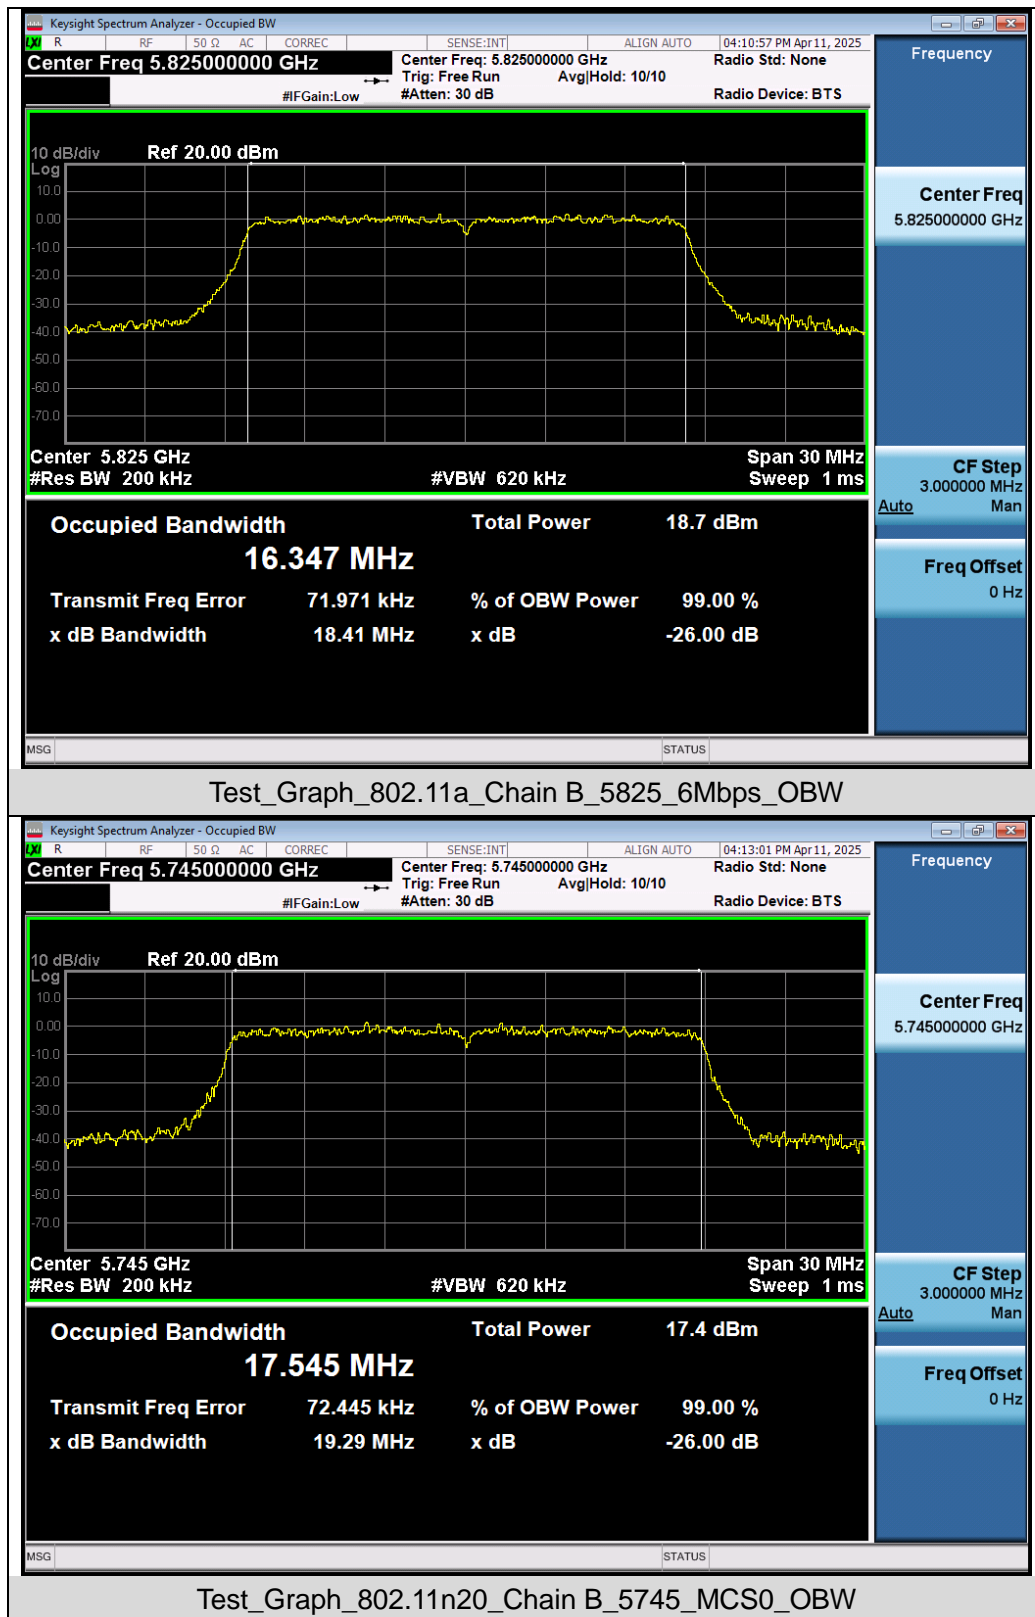 Keysight Spectrum Analyzer - Occupied BW
LXI R RF 50 Ω AC CORREC SENSE:INT ALIGN AUTO 04:10:57 PM Apr 11, 2025
Center Freq 5.825000000 GHz
Center Freq: 5.825000000 GHz Radio Std: None
Trig: Free Run Avg|Hold: 10/10
#IFGain:Low #Atten: 30 dB Radio Device: BTS
10 dB/div Ref 20.00 dBm
Log
10.0
0.00
-10.0
-20.0
-30.0
-40.0
-50.0
-60.0
-70.0
Center 5.825 GHz Span 30 MHz
#Res BW 200 kHz #VBW 620 kHz Sweep 1 ms
Occupied Bandwidth Total Power 18.7 dBm
16.347 MHz
Transmit Freq Error 71.971 kHz % of OBW Power 99.00 %
x dB Bandwidth 18.41 MHz x dB -26.00 dB
MSG STATUS
Frequency
Center Freq
5.825000000 GHz
CF Step
3.000000 MHz
Auto Man
Freq Offset
0 Hz
Test_Graph_802.11a_Chain B_5825_6Mbps_OBW
Keysight Spectrum Analyzer - Occupied BW
LXI R RF 50 Ω AC CORREC SENSE:INT ALIGN AUTO 04:13:01 PM Apr 11, 2025
Center Freq 5.745000000 GHz
Center Freq: 5.745000000 GHz Radio Std: None
Trig: Free Run Avg|Hold: 10/10
#IFGain:Low #Atten: 30 dB Radio Device: BTS
10 dB/div Ref 20.00 dBm
Log
10.0
0.00
-10.0
-20.0
-30.0
-40.0
-50.0
-60.0
-70.0
Center 5.745 GHz Span 30 MHz
#Res BW 200 kHz #VBW 620 kHz Sweep 1 ms
Occupied Bandwidth Total Power 17.4 dBm
17.545 MHz
Transmit Freq Error 72.445 kHz % of OBW Power 99.00 %
x dB Bandwidth 19.29 MHz x dB -26.00 dB
MSG STATUS
Frequency
Center Freq
5.745000000 GHz
CF Step
3.000000 MHz
Auto Man
Freq Offset
0 Hz
Test_Graph_802.11n20_Chain B_5745_MCS0_OBW